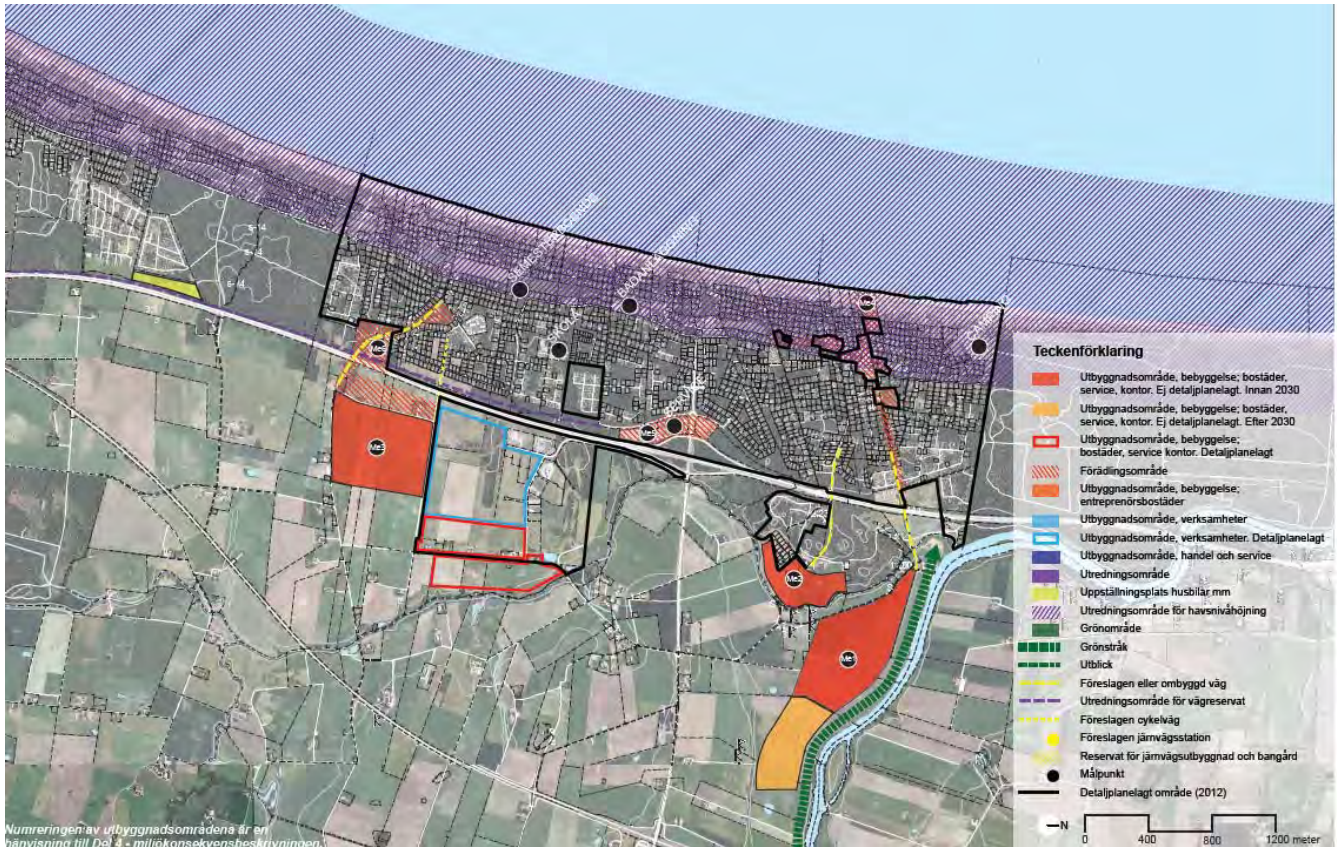 SKOLA
Me3
Me2
Me1
Teckenförklaring
Utbyggnadsområde, bebyggelse; bostäder,
service, kontor. Ej detaljplanelagt. Innan 2030
Utbyggnadsområde, bebyggelse; bostäder,
service, kontor. Ej detaljplanelagt. Efter 2030
Utbyggnadsområde, bebyggelse;
bostäder, service kontor. Detaljplanelagt
Förädlingsområde
Utbyggnadsområde, bebyggelse;
entreprenörsbostäder
Utbyggnadsområde, verksamheter
Utbyggnadsområde, verksamheter. Detaljplanelagt
Utbyggnadsområde, handel och service
Utredningsområde
Uppställningsplats husbilar mm
Utredningsområde för havsnivåhöjning
Grönområde
Grönstråk
Utblick
Föreslagen eller ombyggd väg
Utredningsområde för vägreservat
Föreslagen cykelväg
Föreslagen järnvägsstation
Reservat för järnvägsutbyggnad och bangård
Målpunkt
Detaljplanelagt område (2012)
N
0 400 800 1200 meter
Numreringen av utbyggnadsområdena är en
hänvisning till Del 4 - miljökonsekvensbeskrivningen.